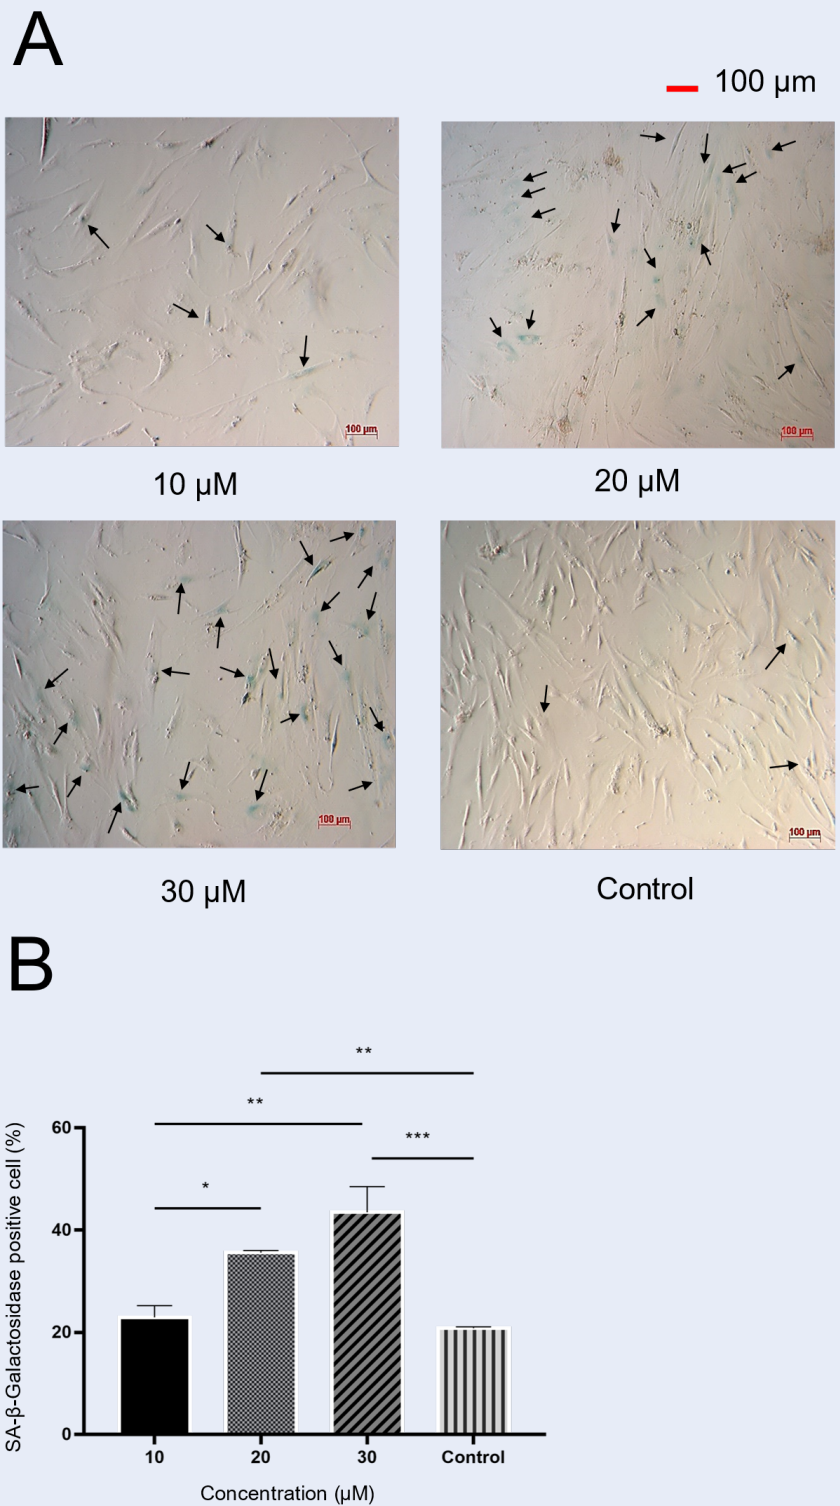 A
100 µm
100 µm
100 µm
10 µM
20 µM
100 µm
100 µm
30 µM
Control
B
**
**
***
*
SA-β-Galactosidase positive cell (%)
60
40
20
0
10
20
30
Control
Concentration (µM)